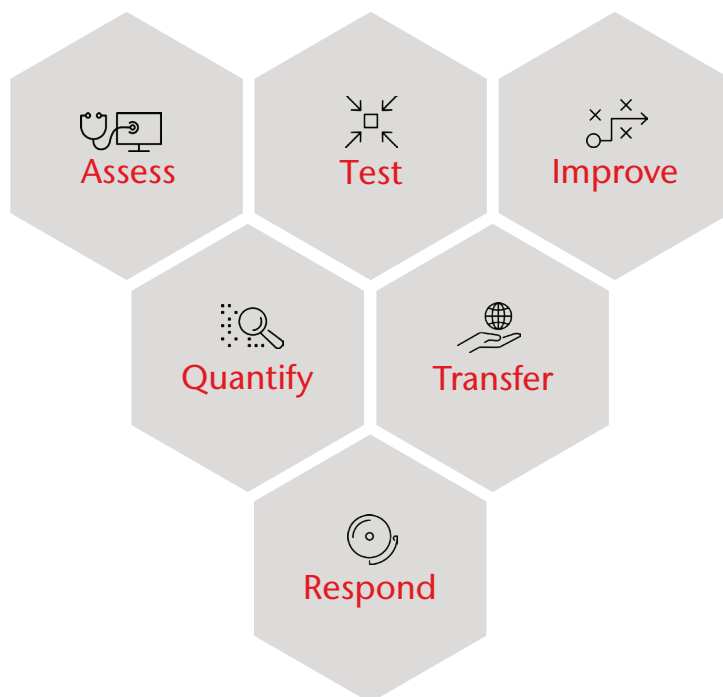 Assess
Test
Improve
Quantify
Transfer
Respond